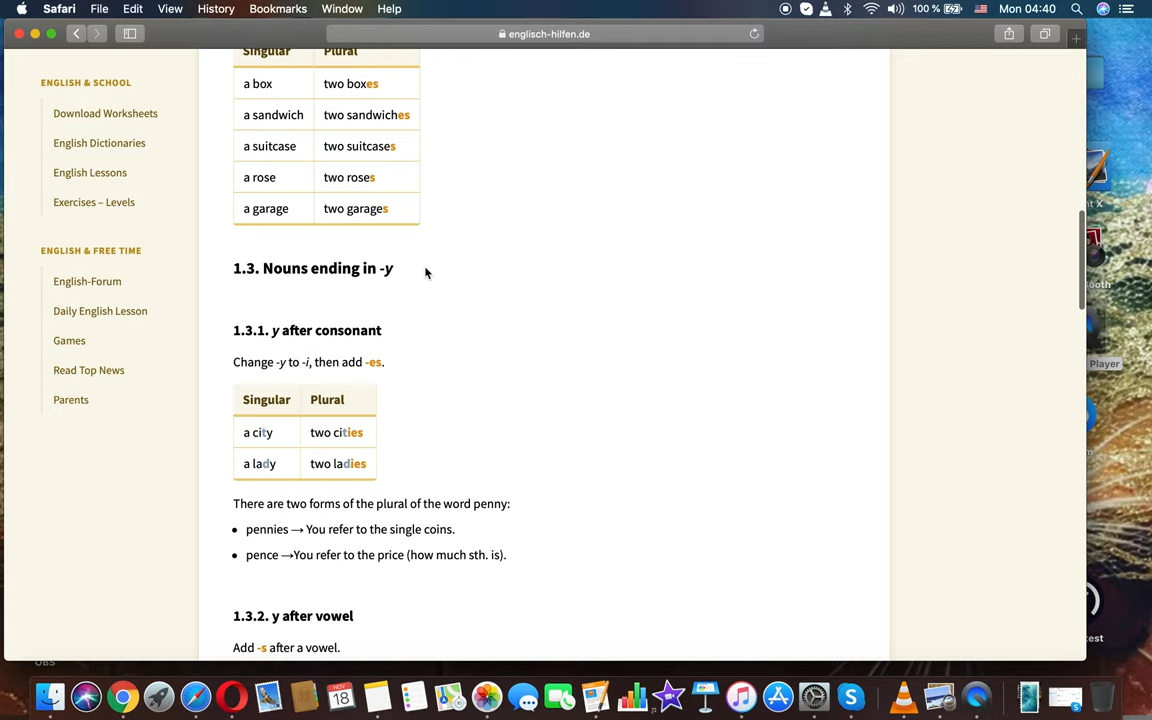 Safari File Edit View History Bookmarks Window Help 100 % Mon 04:40
englisch-hilfen.de
Singular Plural
a box two boxes
a sandwich two sandwiches
a suitcase two suitcases
a rose two roses
a garage two garages
ENGLISH & SCHOOL
Download Worksheets
English Dictionaries
English Lessons
Exercises – Levels
ENGLISH & FREE TIME
English-Forum
Daily English Lesson
Games
Read Top News
Parents
1.3. Nouns ending in -y
1.3.1. y after consonant
Change -y to -i, then add -es.
Singular Plural
a city two cities
a lady two ladies
There are two forms of the plural of the word penny:
• pennies → You refer to the single coins.
• pence →You refer to the price (how much sth. is).
1.3.2. y after vowel
Add -s after a vowel.
Player
OBS
18